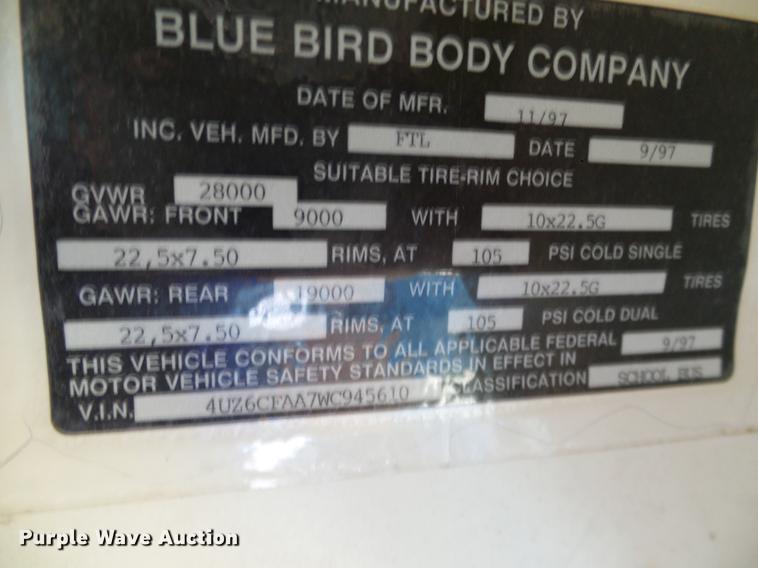 MANUFACTURED BY
BLUE BIRD BODY COMPANY
DATE OF MFR. 11/97
INC. VEH. MFD. BY FTL DATE 9/97
SUITABLE TIRE-RIM CHOICE
GVWR 28000
GAWR: FRONT 9000 WITH 10x22.5G TIRES
22,5x7.50 RIMS, AT 105 PSI COLD SINGLE
GAWR: REAR 19000 WITH 10x22.5G TIRES
22,5x7.50 RIMS, AT 105 PSI COLD DUAL
THIS VEHICLE CONFORMS TO ALL APPLICABLE FEDERAL 9/97
MOTOR VEHICLE SAFETY STANDARDS IN EFFECT IN
V.I.N. 4UZ6CFAA7WC945610 CLASSIFICATION SCHOOL BUS
Purple Wave Auction